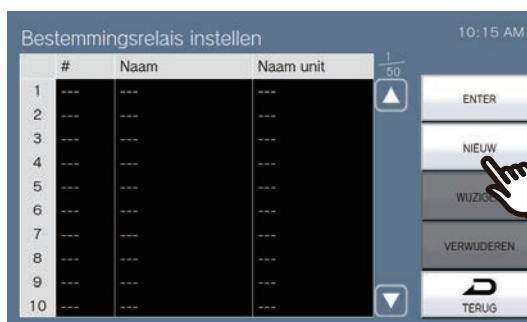 Bestemmingsrelais instellen
10:15 AM
# Naam Naam unit
1
50
1 --- --- ---
2 --- --- ---
3 --- --- ---
4 --- --- ---
5 --- --- ---
6 --- --- ---
7 --- --- ---
8 --- --- ---
9 --- --- ---
10 --- --- ---
ENTER
NIEUW
VERWIJDEREN
TERUG